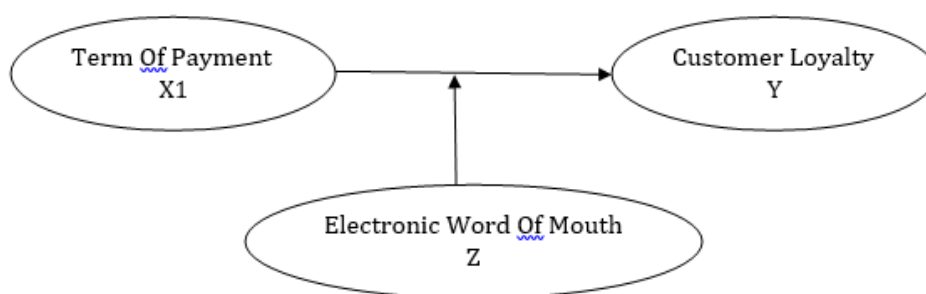 Term Of Payment
X1
Customer Loyalty
Y
Electronic Word Of Mouth
Z